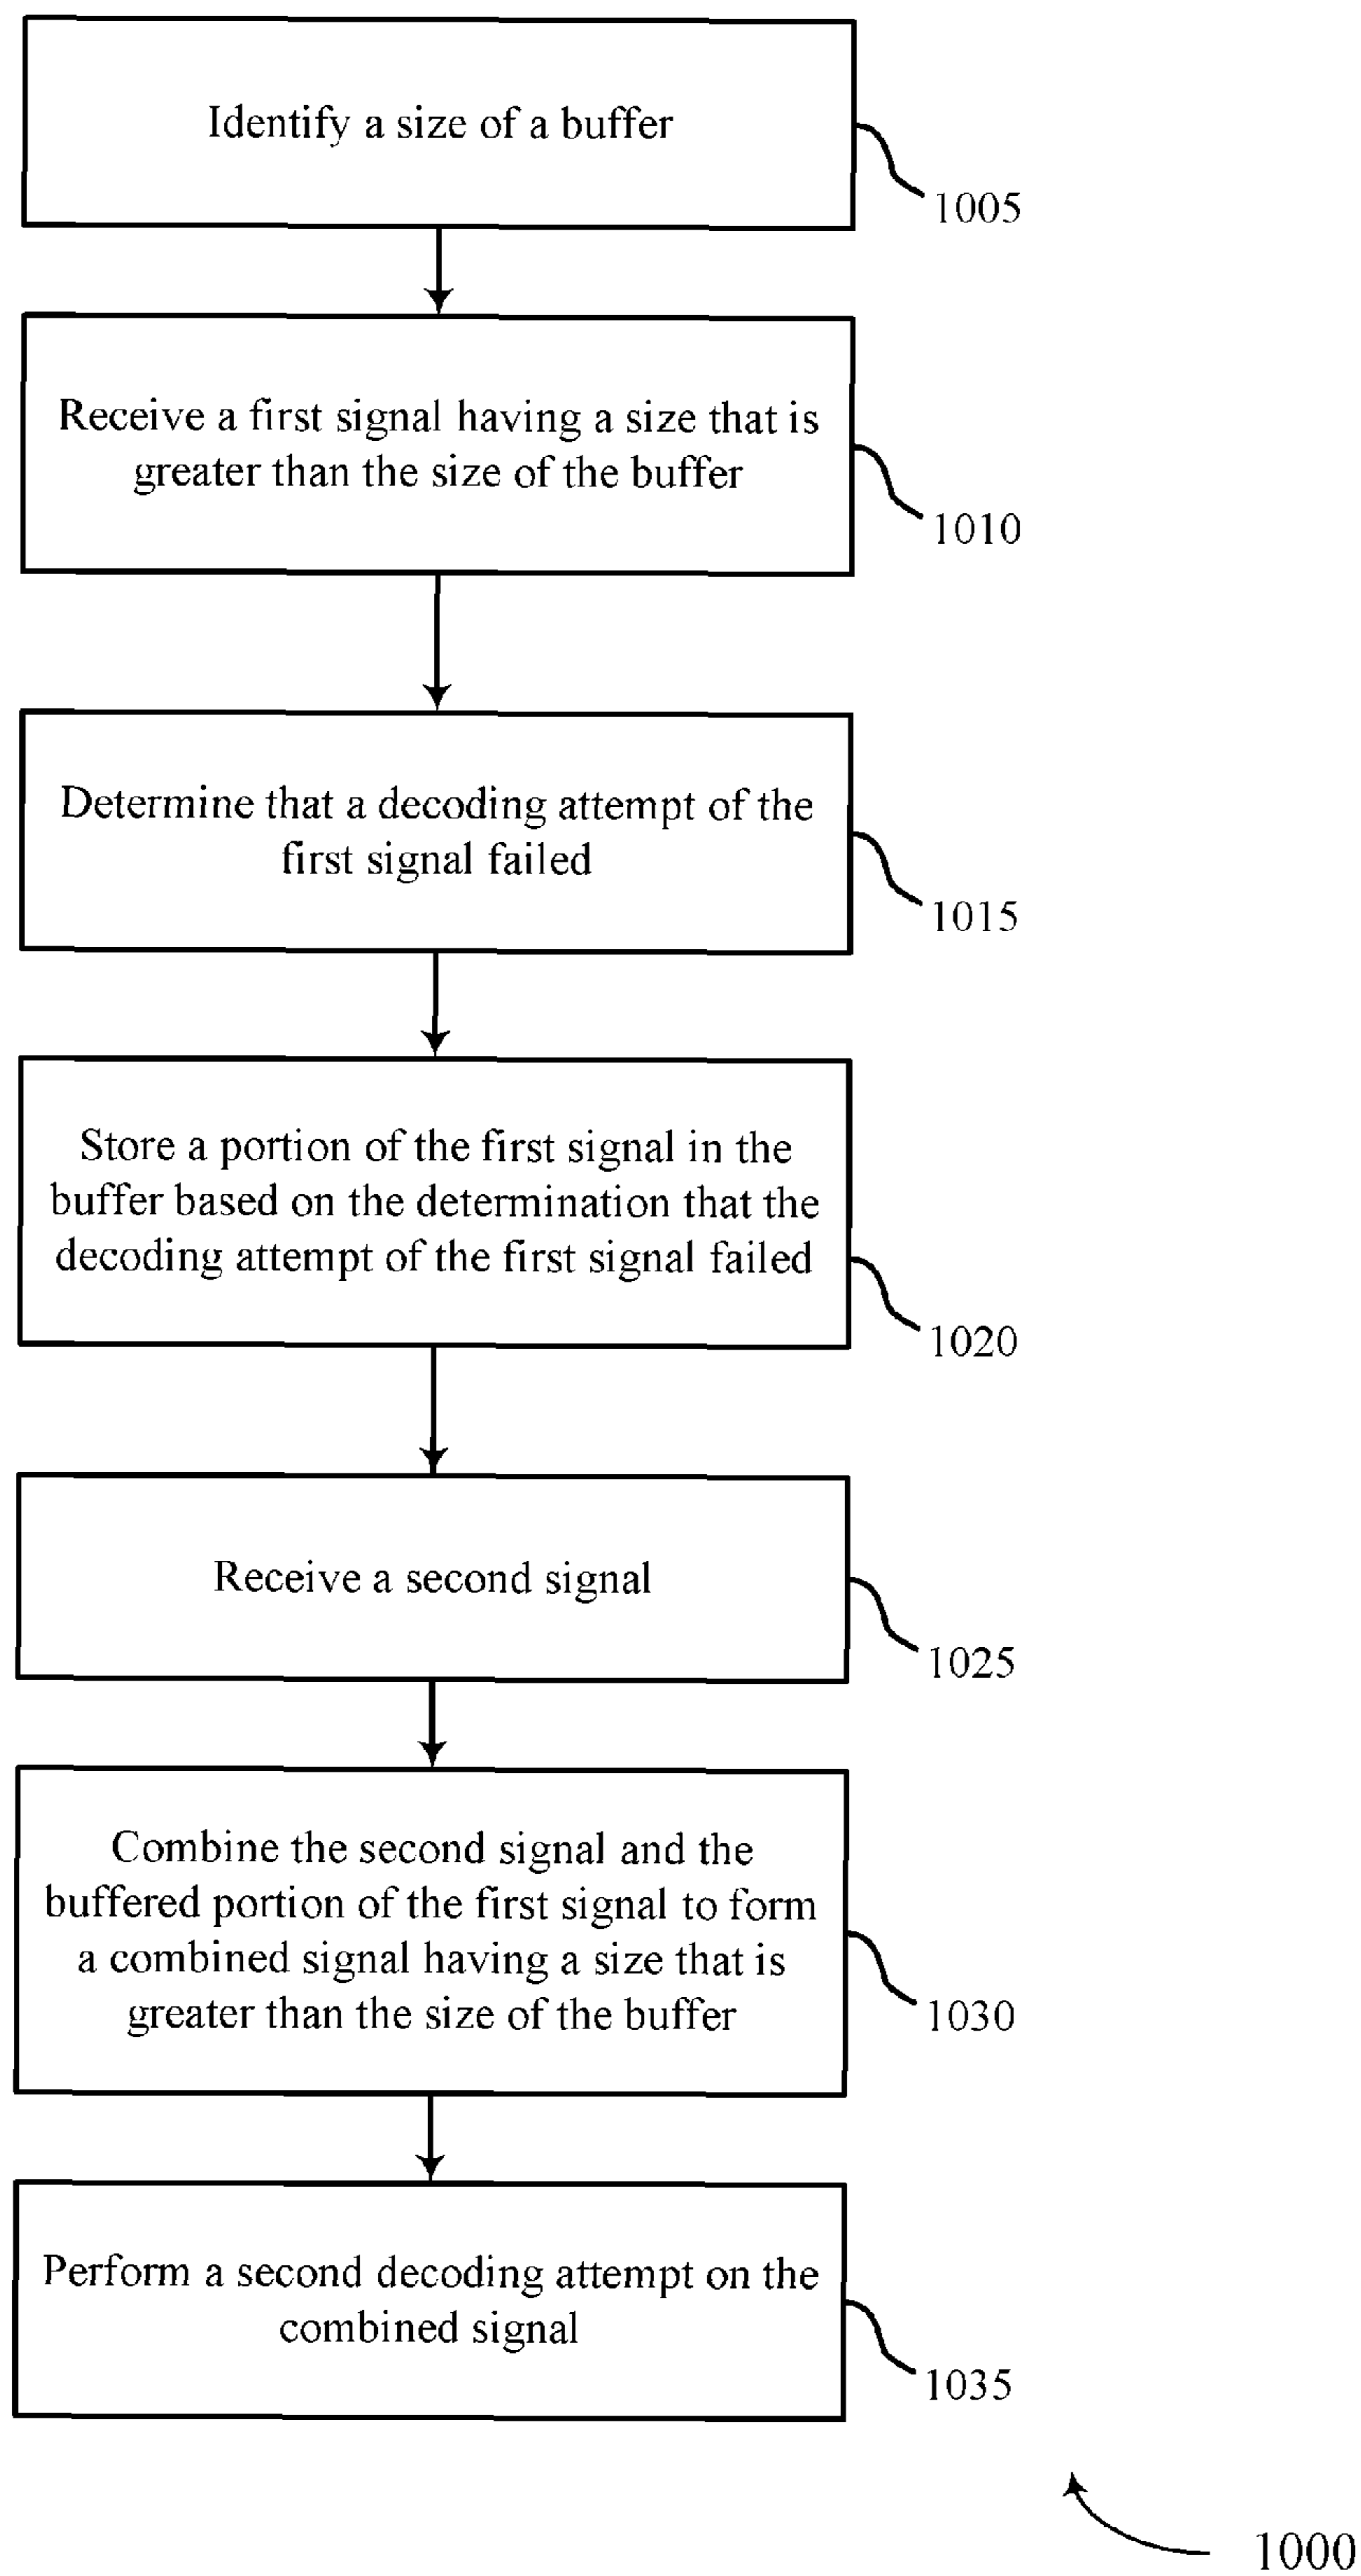 Identify a size of a buffer
1005
Receive a first signal having a size that is
greater than the size of the buffer
1010
Determine that a decoding attempt of the
first signal failed
1015
Store a portion of the first signal in the
buffer based on the determination that the
decoding attempt of the first signal failed
1020
Receive a second signal
1025
Combine the second signal and the
buffered portion of the first signal to form
a combined signal having a size that is
greater than the size of the buffer
1030
Perform a second decoding attempt on the
combined signal
1035
1000